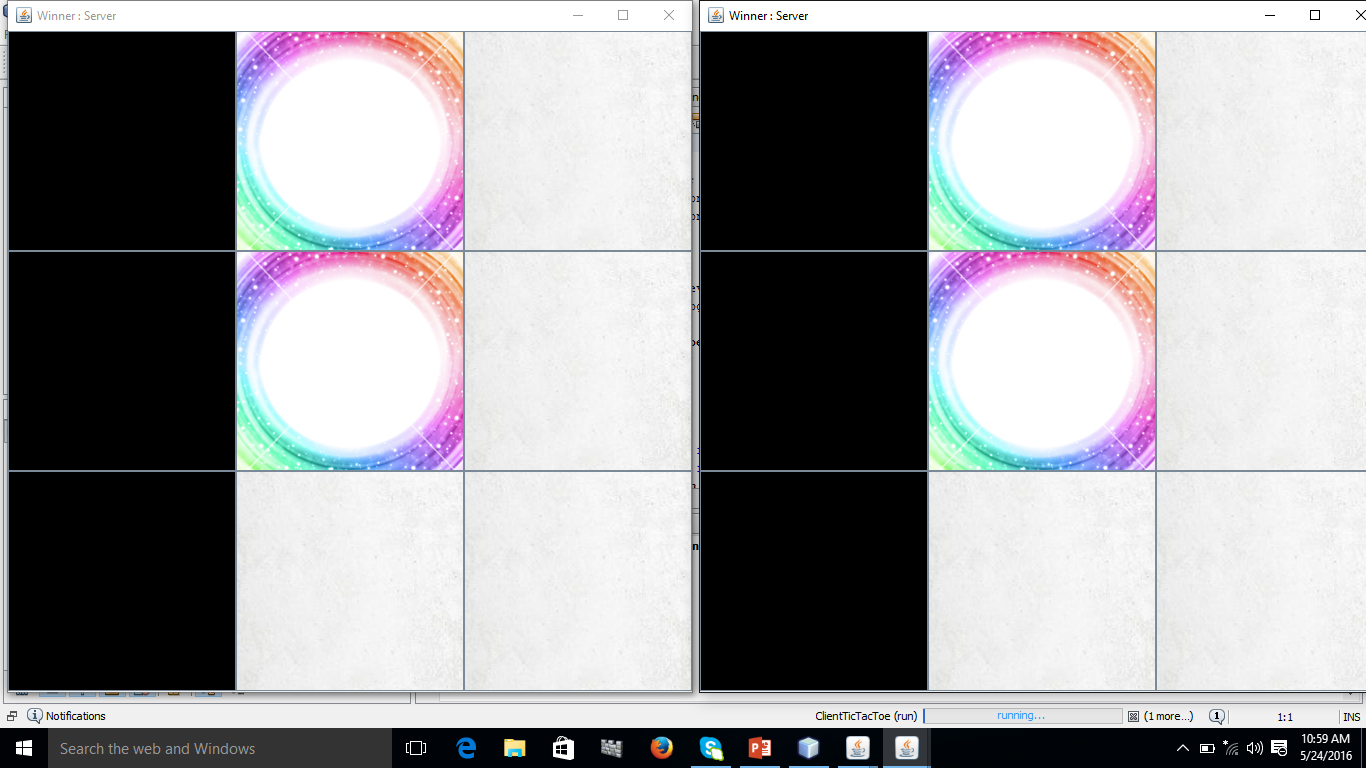 Winner : Server
Winner : Server
Notifications
ClientTicTacToe (run)
running...
(1 more...)
1
1:1
INS
Search the web and Windows
10:59 AM
5/24/2016